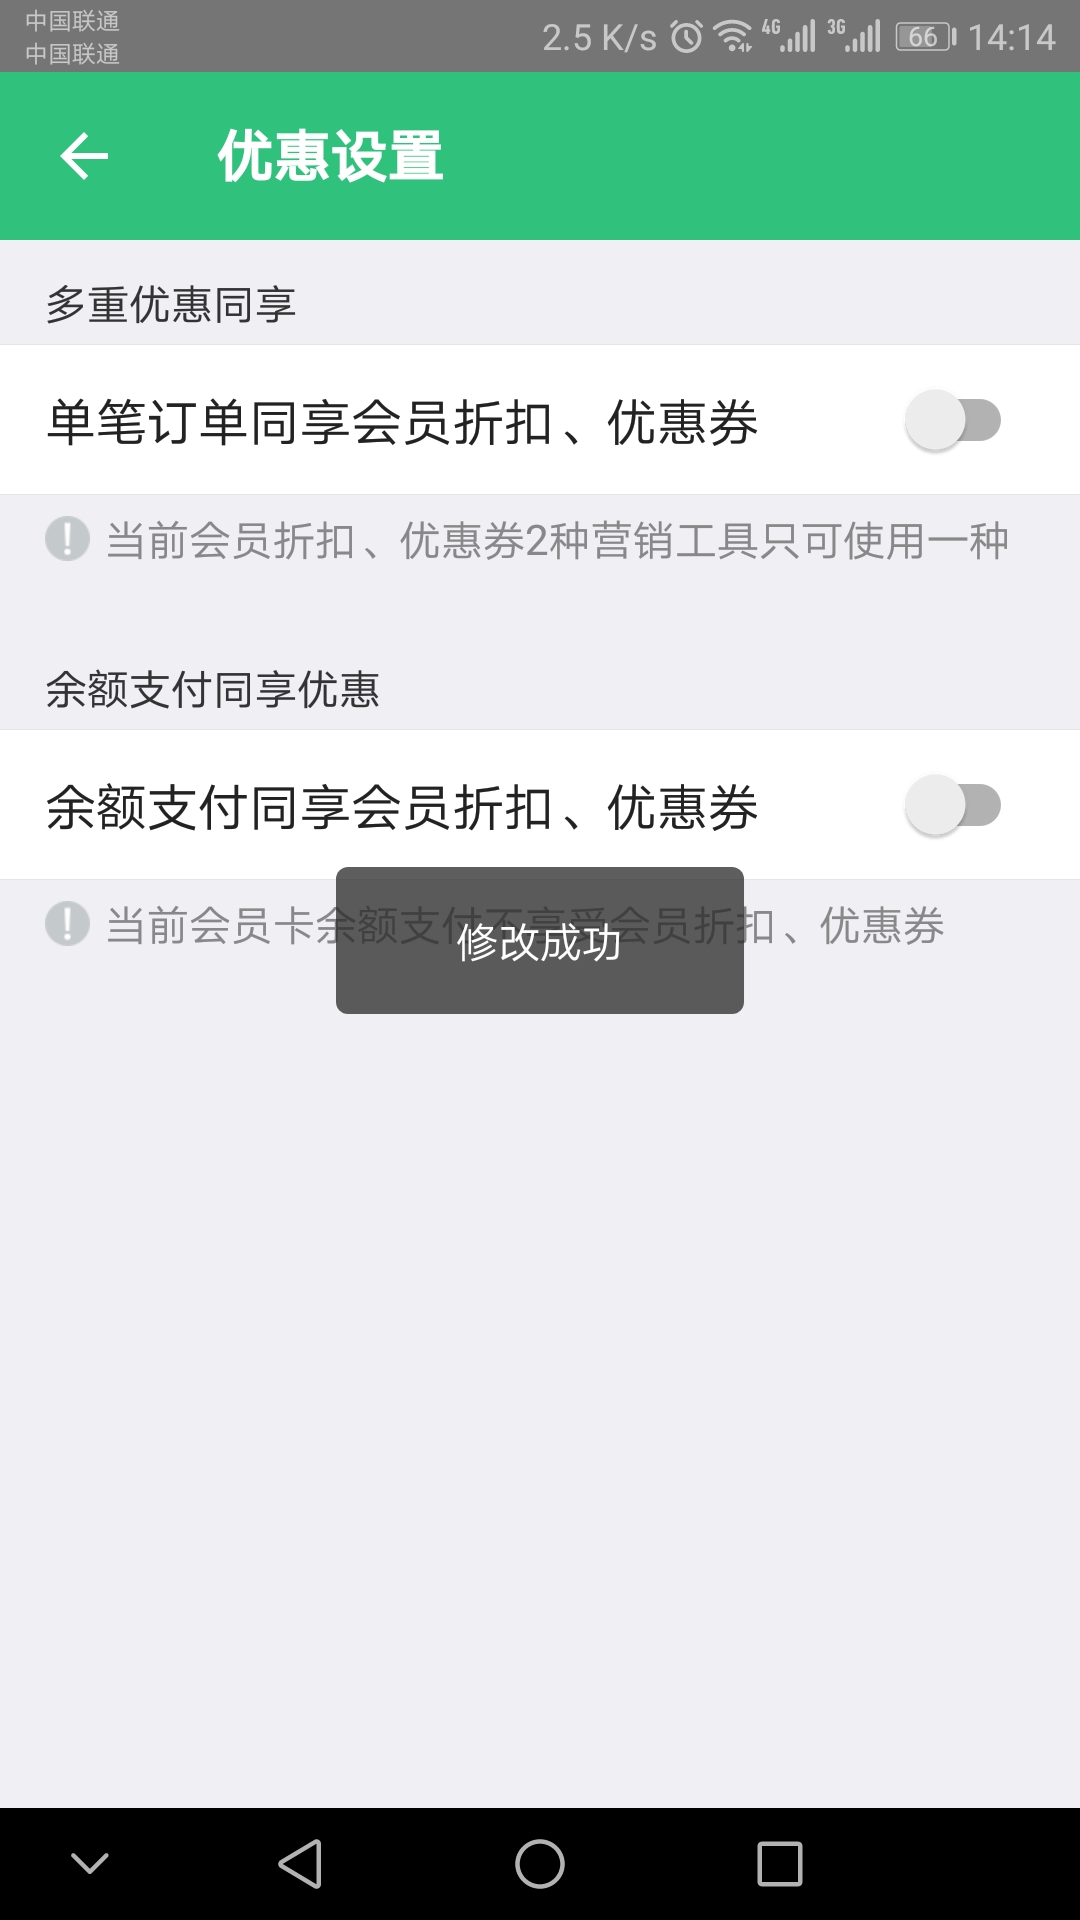 中国联通
中国联通
2.5 K/s 4G 3G 66 14:14
优惠设置
多重优惠同享
单笔订单同享会员折扣、优惠券
当前会员折扣、优惠券2种营销工具只可使用一种
余额支付同享优惠
余额支付同享会员折扣、优惠券
当前会员卡余额支付不享受会员折扣、优惠券
修改成功